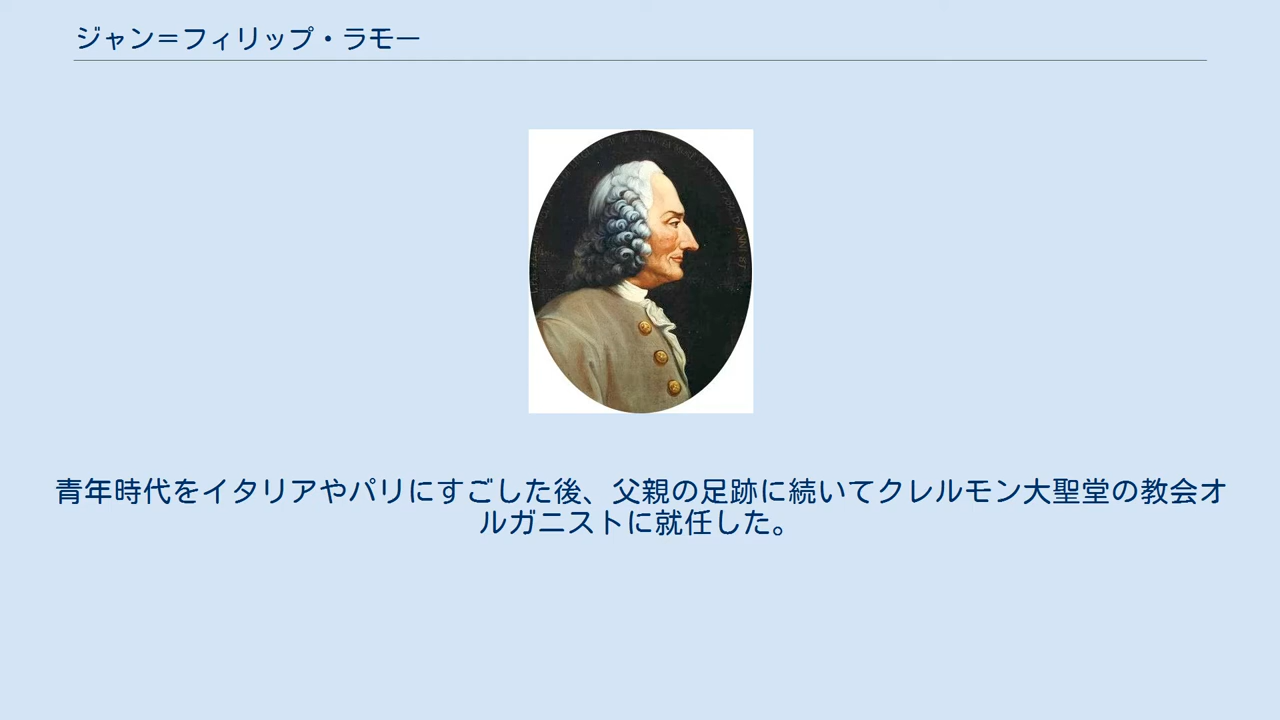 ジャン＝フィリップ・ラモー
青年時代をイタリアやパリにすごした後、父親の足跡に続いてクレルモン大聖堂の教会オ
ルガニストに就任した。